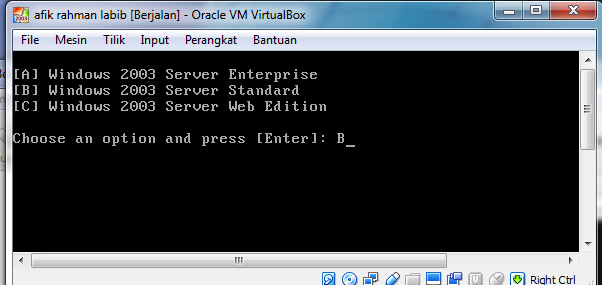 afik rahman labib [Berjalan] - Oracle VM VirtualBox
File Mesin Tilik Input Perangkat Bantuan
[A] Windows 2003 Server Enterprise
[B] Windows 2003 Server Standard
[C] Windows 2003 Server Web Edition
Choose an option and press [Enter]: B_
Right Ctrl